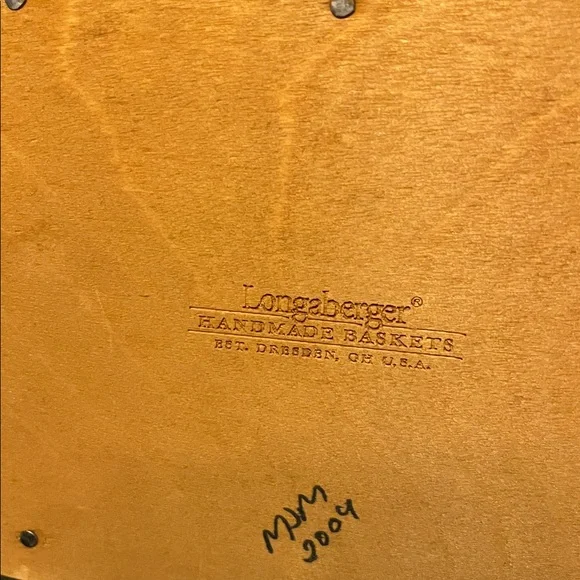 Longaberger®
HANDMADE BASKETS
EST. DRESDEN, OH U.S.A.
MJM
2004